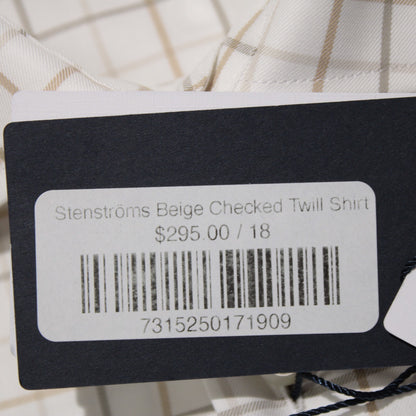 Stenströms Beige Checked Twill Shirt
$295.00 / 18
7315250171909